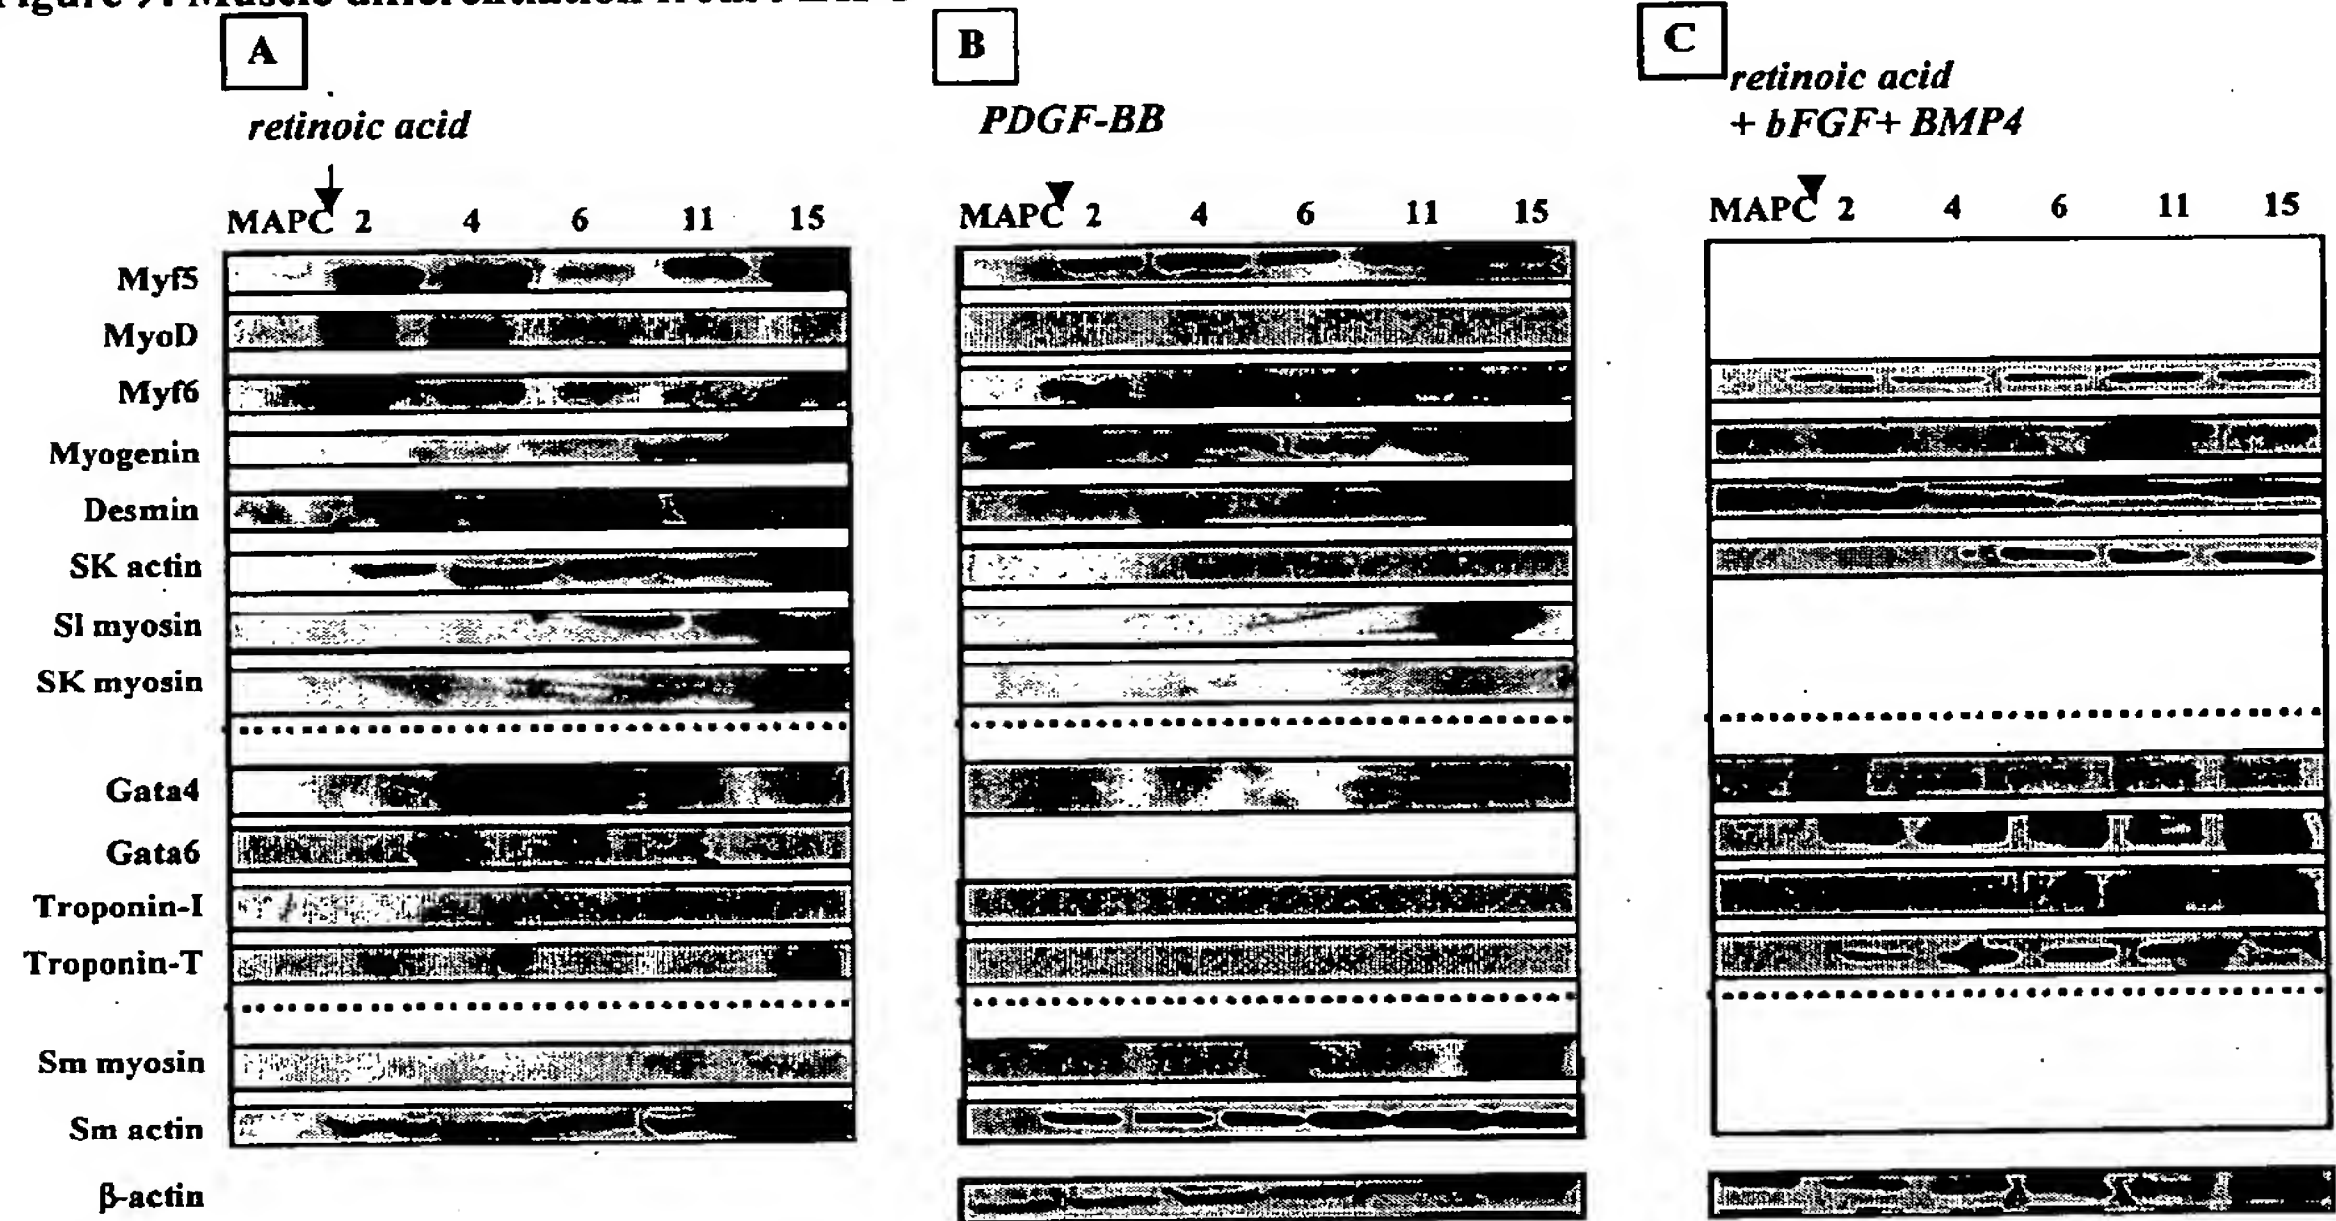 A
B
C
retinoic acid
PDGF-BB
retinoic acid
+ bFGF+ BMP4
MAPC 2 4 6 11 15
MAPC 2 4 6 11 15
MAPC 2 4 6 11 15
Myf5
MyoD
Myf6
Myogenin
Desmin
SK actin
Sl myosin
SK myosin
Gata4
Gata6
Troponin-I
Troponin-T
Sm myosin
Sm actin
β-actin